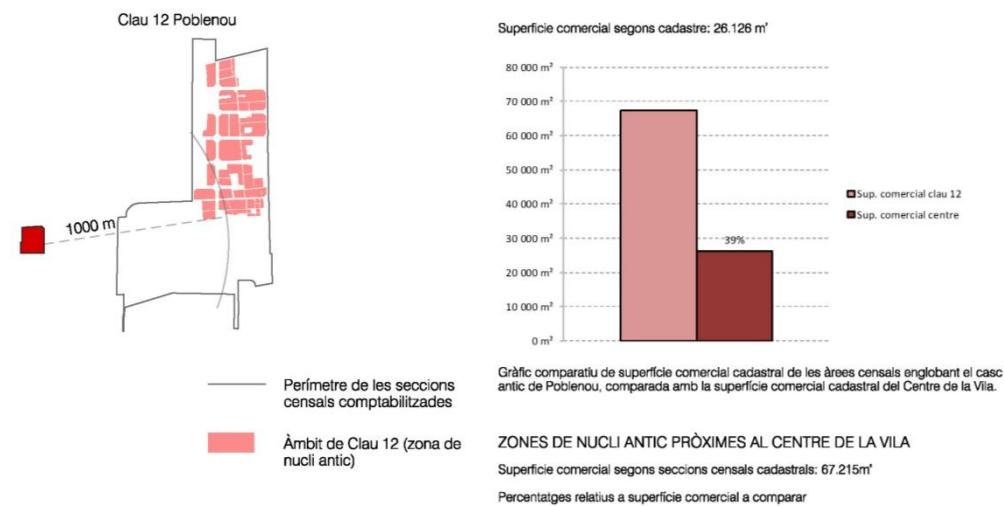 Clau 12 Poblenou
1000 m
Perímetre de les seccions
censals comptabilitzades
Àmbit de Clau 12 (zona de
nucli antic)
Superfície comercial segons cadastre: 26.126 m²
80 000 m²
70 000 m²
60 000 m²
50 000 m²
40 000 m²
30 000 m²
20 000 m²
10 000 m²
0 m²
39%
Sup. comercial clau 12
Sup. comercial centre
Gràfic comparatiu de superfície comercial cadastral de les àrees censals englobant el casc
antic de Poblenou, comparada amb la superfície comercial cadastral del Centre de la Vila.
ZONES DE NUCLI ANTIC PRÒXIMES AL CENTRE DE LA VILA
Superfície comercial segons seccions censals cadastrals: 67.215m²
Percentatges relatius a superfície comercial a comparar